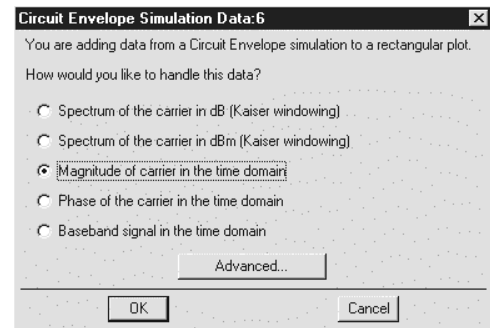 Circuit Envelope Simulation Data:6
You are adding data from a Circuit Envelope simulation to a rectangular plot.
How would you like to handle this data?
Spectrum of the carrier in dB (Kaiser windowing)
Spectrum of the carrier in dBm (Kaiser windowing)
Magnitude of carrier in the time domain
Phase of the carrier in the time domain
Baseband signal in the time domain
Advanced...
OK Cancel